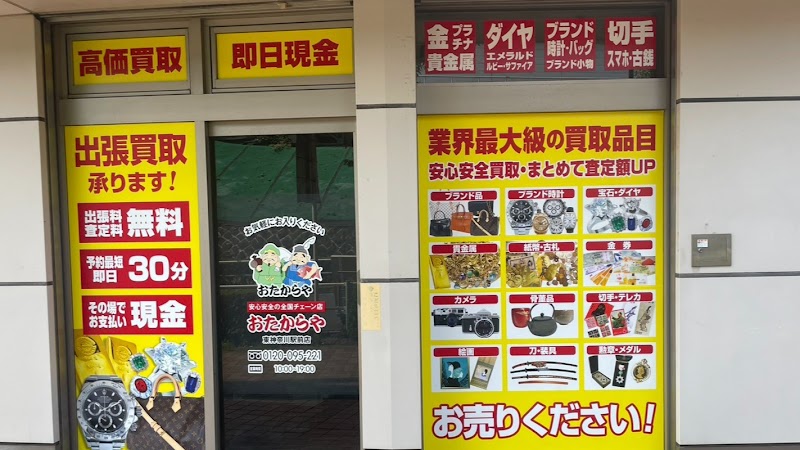 高価買取
即日現金
金 プラチナ
貴金属
ダイヤ
エメラルド
ルビー・サファイア
ブランド
時計・バッグ
ブランド小物
切手
スマホ・古銭
出張買取
承ります!
出張料
査定料 無料
予約最短
即日 30分
その場で
お支払い 現金
お気軽にお入りください
おたからや
安心安全の全国チェーン店
おたからや
東神奈川駅前店
0120-095-221
営業時間 10:00-19:00
業界最大級の買取品目
安心安全買取・まとめて査定額UP
ブランド品 ブランド時計 宝石・ダイヤ
貴金属 紙幣・古札 金券
カメラ 骨董品 切手・テレカ
絵画 刀・装具 勲章・メダル
お売りください!